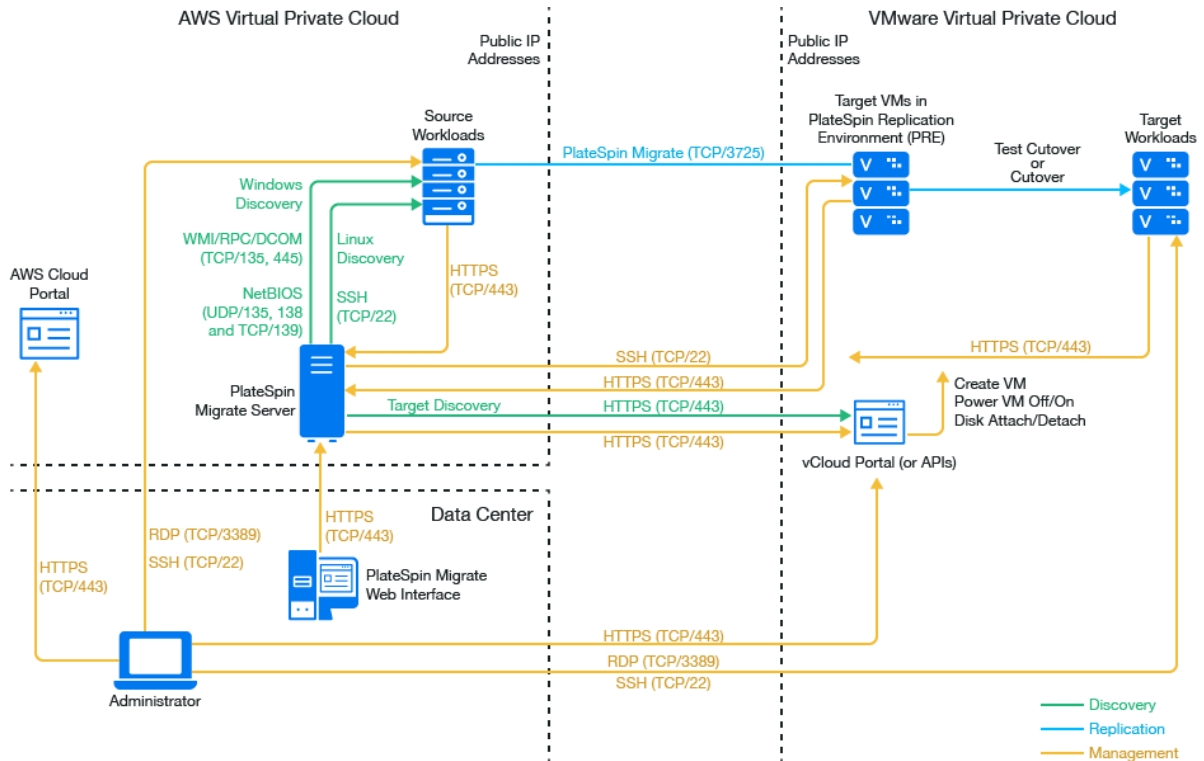 AWS Virtual Private Cloud
VMware Virtual Private Cloud
Public IP
Addresses
Public IP
Addresses
Source
Workloads
Target VMs in
PlateSpin Replication
Environment (PRE)
Target
Workloads
PlateSpin Migrate (TCP/3725)
Test Cutover
or
Cutover
Windows
Discovery
WMI/RPC/DCOM
(TCP/135, 445)
Linux
Discovery
NetBIOS
(UDP/135, 138
and TCP/139)
SSH
(TCP/22)
HTTPS
(TCP/443)
AWS Cloud
Portal
HTTPS (TCP/443)
SSH (TCP/22)
HTTPS (TCP/443)
PlateSpin
Migrate Server
Target Discovery
HTTPS (TCP/443)
HTTPS (TCP/443)
Create VM
Power VM Off/On
Disk Attach/Detach
vCloud Portal (or APIs)
Data Center
HTTPS
(TCP/443)
RDP (TCP/3389)
SSH (TCP/22)
HTTPS
(TCP/443)
PlateSpin Migrate
Web Interface
HTTPS (TCP/443)
RDP (TCP/3389)
SSH (TCP/22)
Administrator
Discovery
Replication
Management